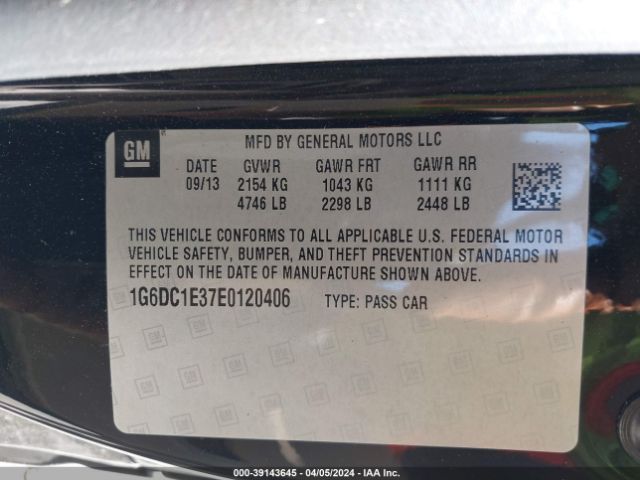 GM
MFD BY GENERAL MOTORS LLC
DATE GVWR GAWR FRT GAWR RR
09/13 2154 KG 1043 KG 1111 KG
4746 LB 2298 LB 2448 LB
THIS VEHICLE CONFORMS TO ALL APPLICABLE U.S. FEDERAL MOTOR
VEHICLE SAFETY, BUMPER, AND THEFT PREVENTION STANDARDS IN
EFFECT ON THE DATE OF MANUFACTURE SHOWN ABOVE.
1G6DC1E37E0120406 TYPE: PASS CAR
000-39143645 - 04/05/2024 - IAA Inc.